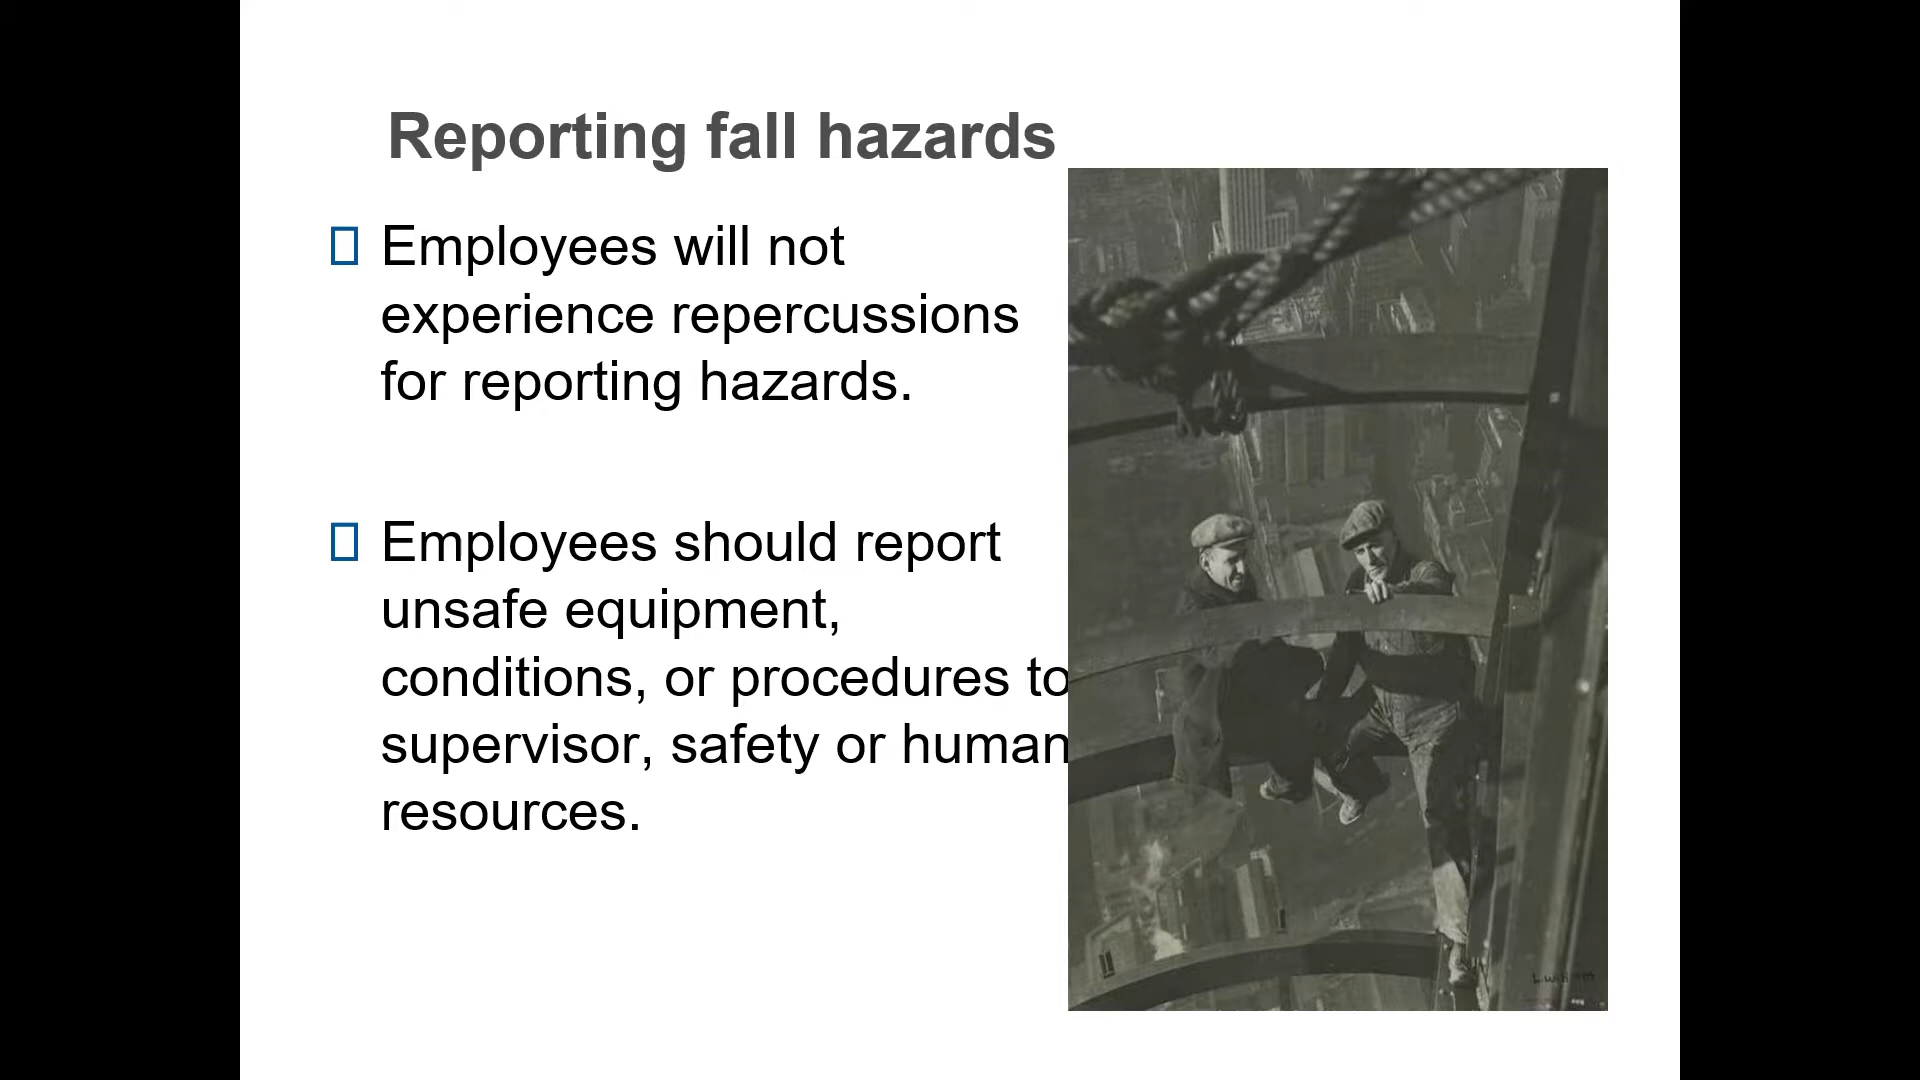 Reporting fall hazards
Employees will not
experience repercussions
for reporting hazards.
Employees should report
unsafe equipment,
conditions, or procedures to
supervisor, safety or human
resources.